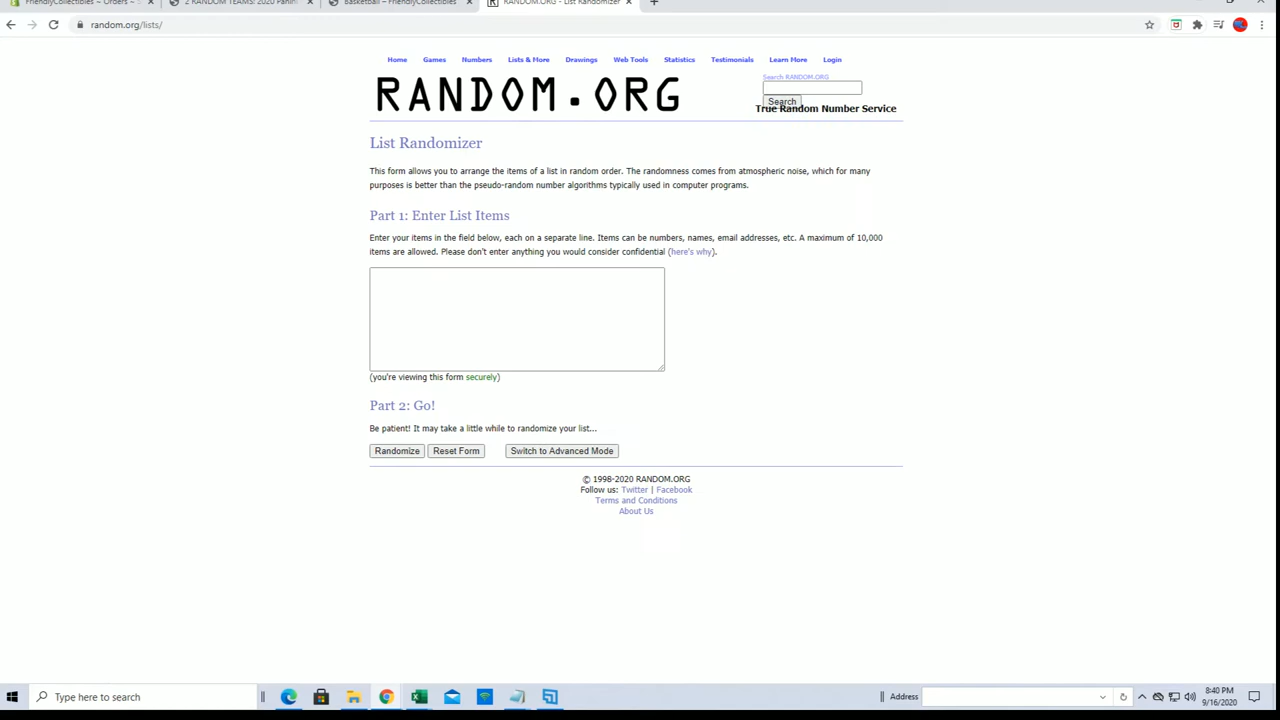 FriendlyCollectibles ~ Orders ~
2 RANDOM TEAMS: 2020 Panini
Basketball – FriendlyCollectibles
RANDOM.ORG - List Randomizer
random.org/lists/
Home Games Numbers Lists & More Drawings Web Tools Statistics Testimonials Learn More Login
RANDOM.ORG
Search RANDOM.ORG
Search
True Random Number Service
List Randomizer
This form allows you to arrange the items of a list in random order. The randomness comes from atmospheric noise, which for many
purposes is better than the pseudo-random number algorithms typically used in computer programs.
Part 1: Enter List Items
Enter your items in the field below, each on a separate line. Items can be numbers, names, email addresses, etc. A maximum of 10,000
items are allowed. Please don't enter anything you would consider confidential (here's why).
(you're viewing this form securely)
Part 2: Go!
Be patient! It may take a little while to randomize your list...
Randomize Reset Form Switch to Advanced Mode
© 1998-2020 RANDOM.ORG
Follow us: Twitter | Facebook
Terms and Conditions
About Us
Type here to search
Address
8:40 PM
9/16/2020